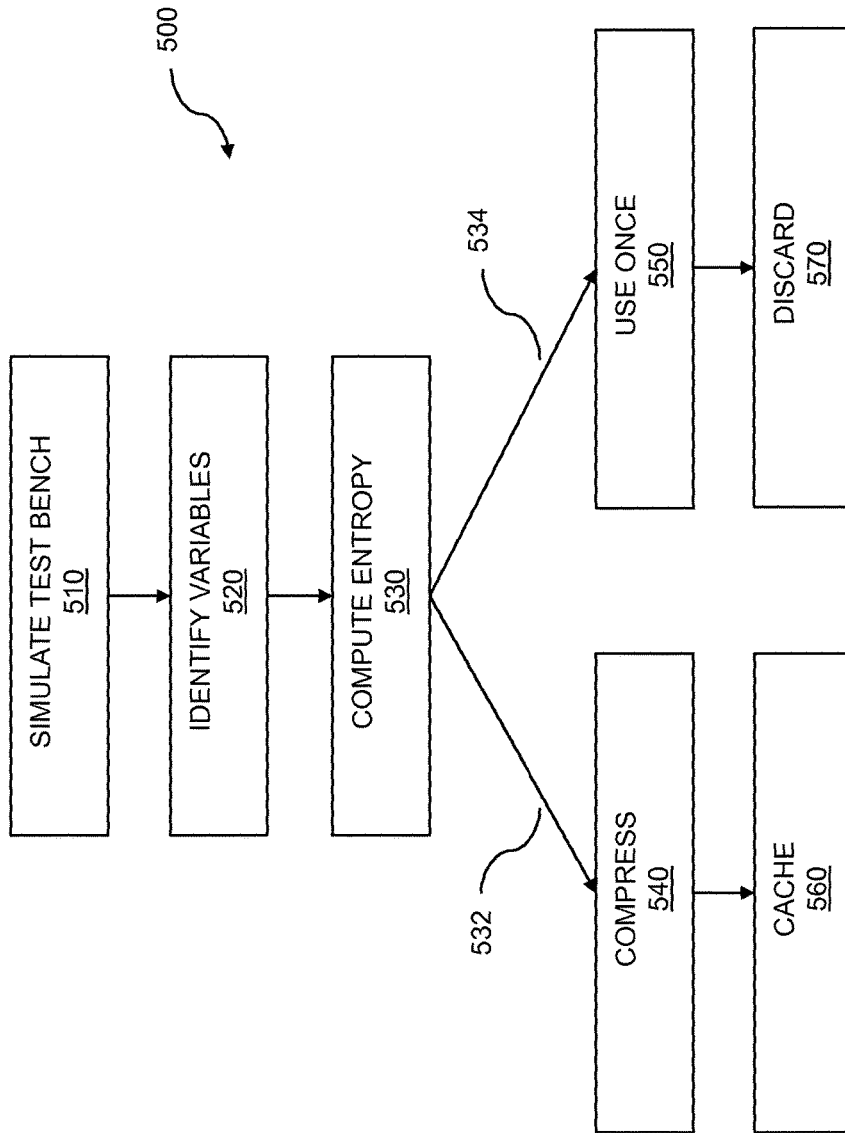 500
SIMULATE TEST BENCH
510
IDENTIFY VARIABLES
520
COMPUTE ENTROPY
530
532
534
COMPRESS
540
USE ONCE
550
CACHE
560
DISCARD
570